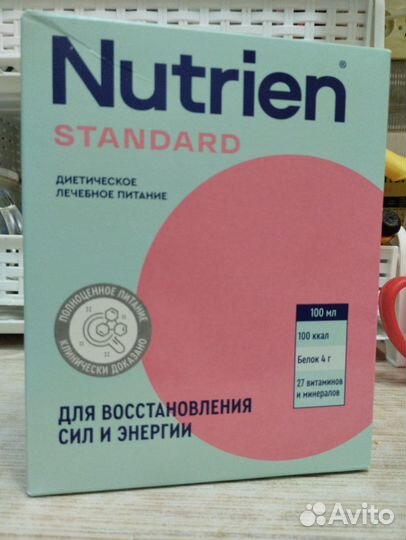 Nutrien®
STANDARD
ДИЕТИЧЕСКОЕ
ЛЕЧЕБНОЕ ПИТАНИЕ
ПОЛНОЦЕННОЕ ПИТАНИЕ
КЛИНИЧЕСКИ ДОКАЗАНО
100 мл
100 ккал
Белок 4 г
27 витаминов
и минералов
ДЛЯ ВОССТАНОВЛЕНИЯ
СИЛ И ЭНЕРГИИ
Avito